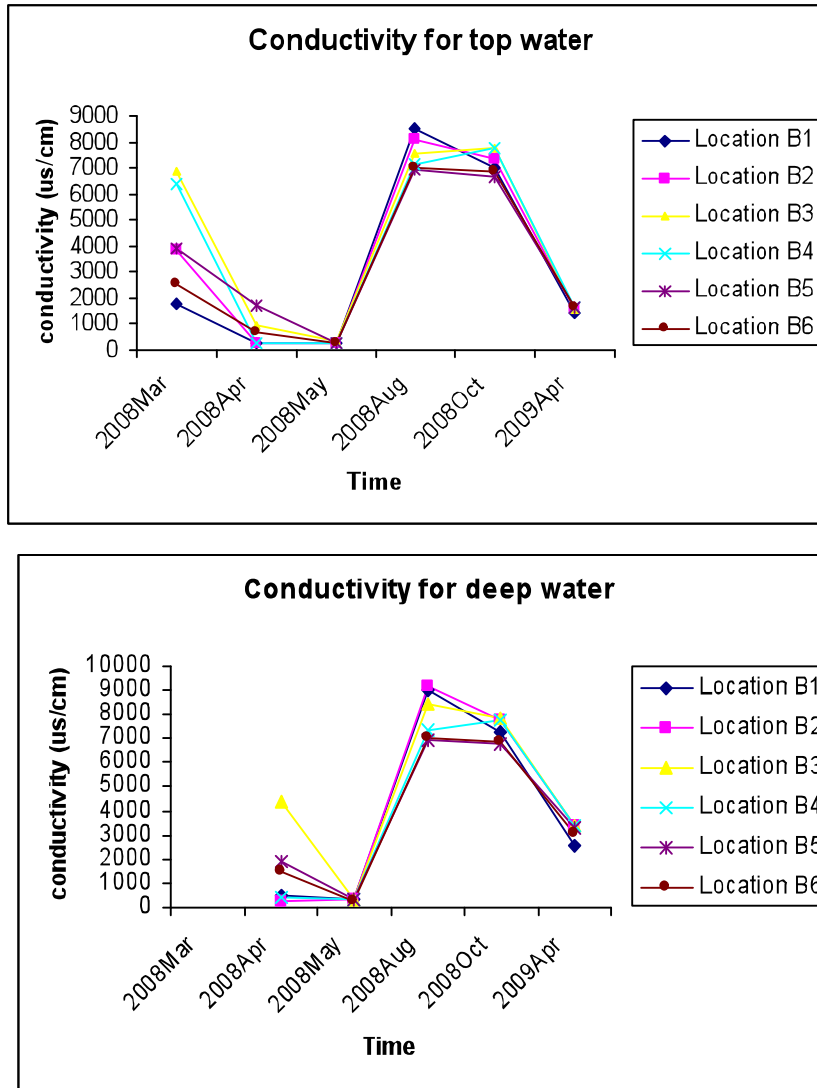 Conductivity for top water
conductivity (us/cm)
9000
8000
7000
6000
5000
4000
3000
2000
1000
0
2008Mar
2008Apr
2008May
2008Aug
2008Oct
2009Apr
Time
Location B1
Location B2
Location B3
Location B4
Location B5
Location B6
Conductivity for deep water
conductivity (us/cm)
10000
9000
8000
7000
6000
5000
4000
3000
2000
1000
0
2008Mar
2008Apr
2008May
2008Aug
2008Oct
2009Apr
Time
Location B1
Location B2
Location B3
Location B4
Location B5
Location B6